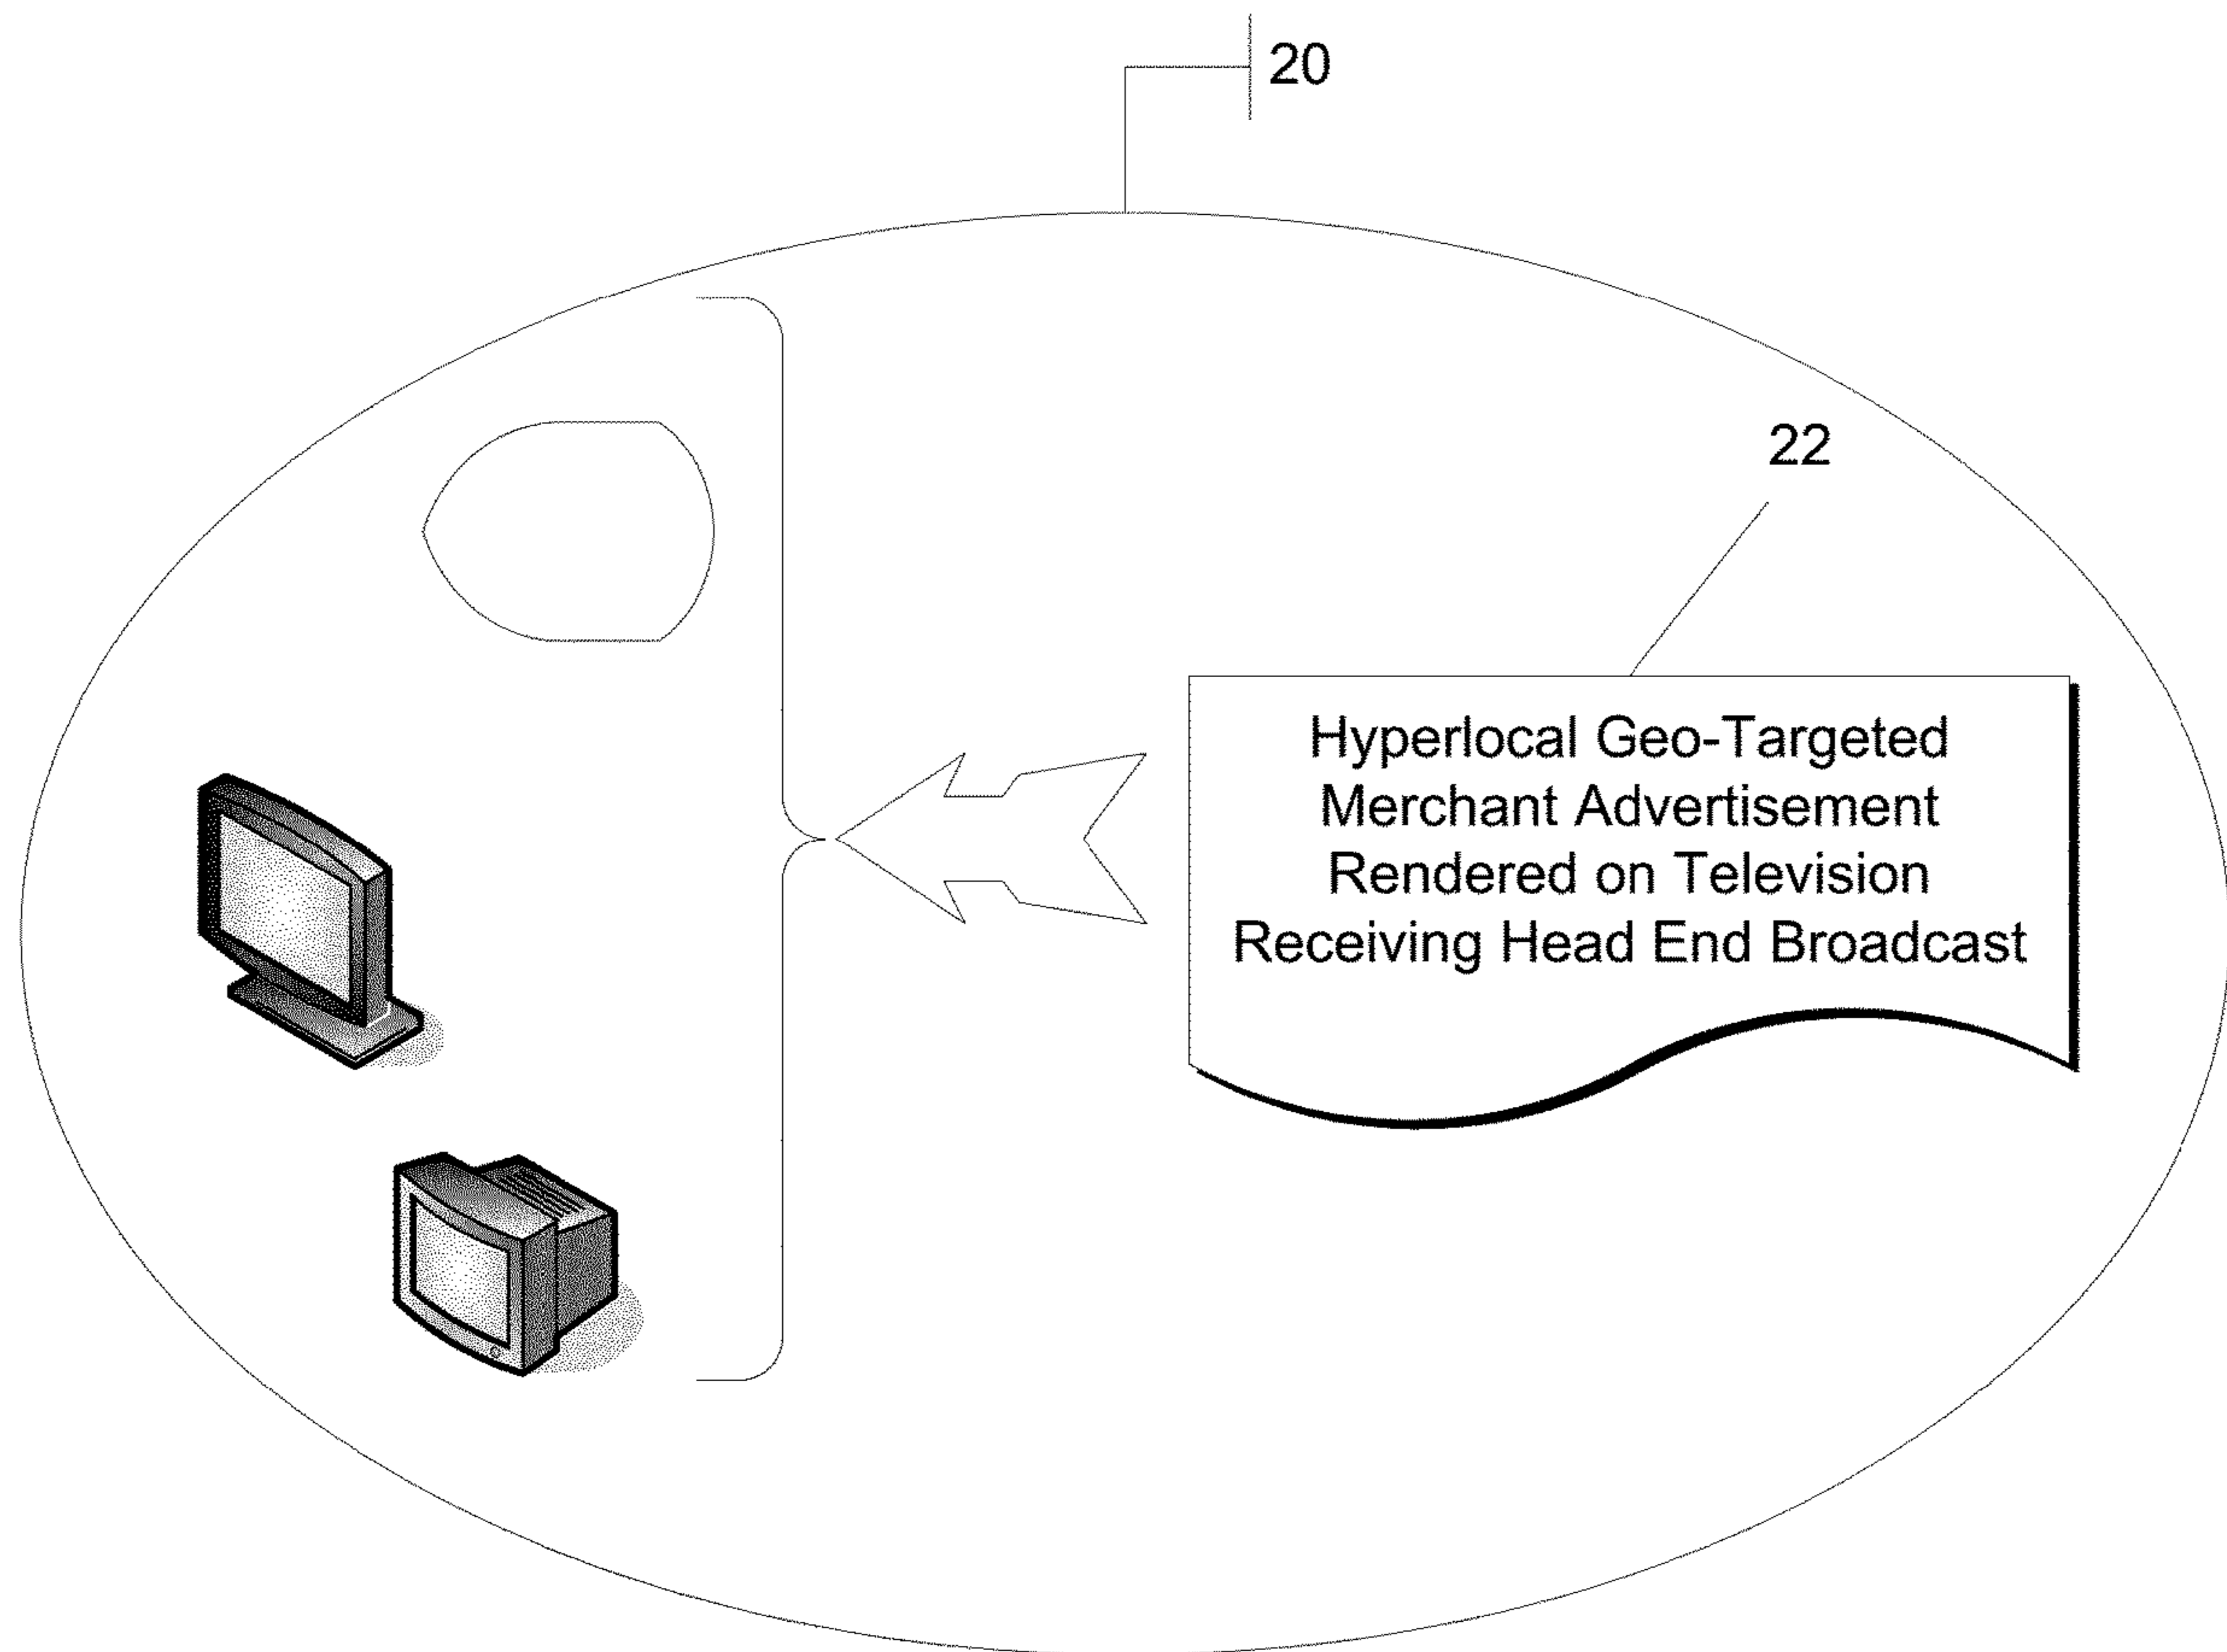 20
22
Hyperlocal Geo-Targeted
Merchant Advertisement
Rendered on Television
Receiving Head End Broadcast